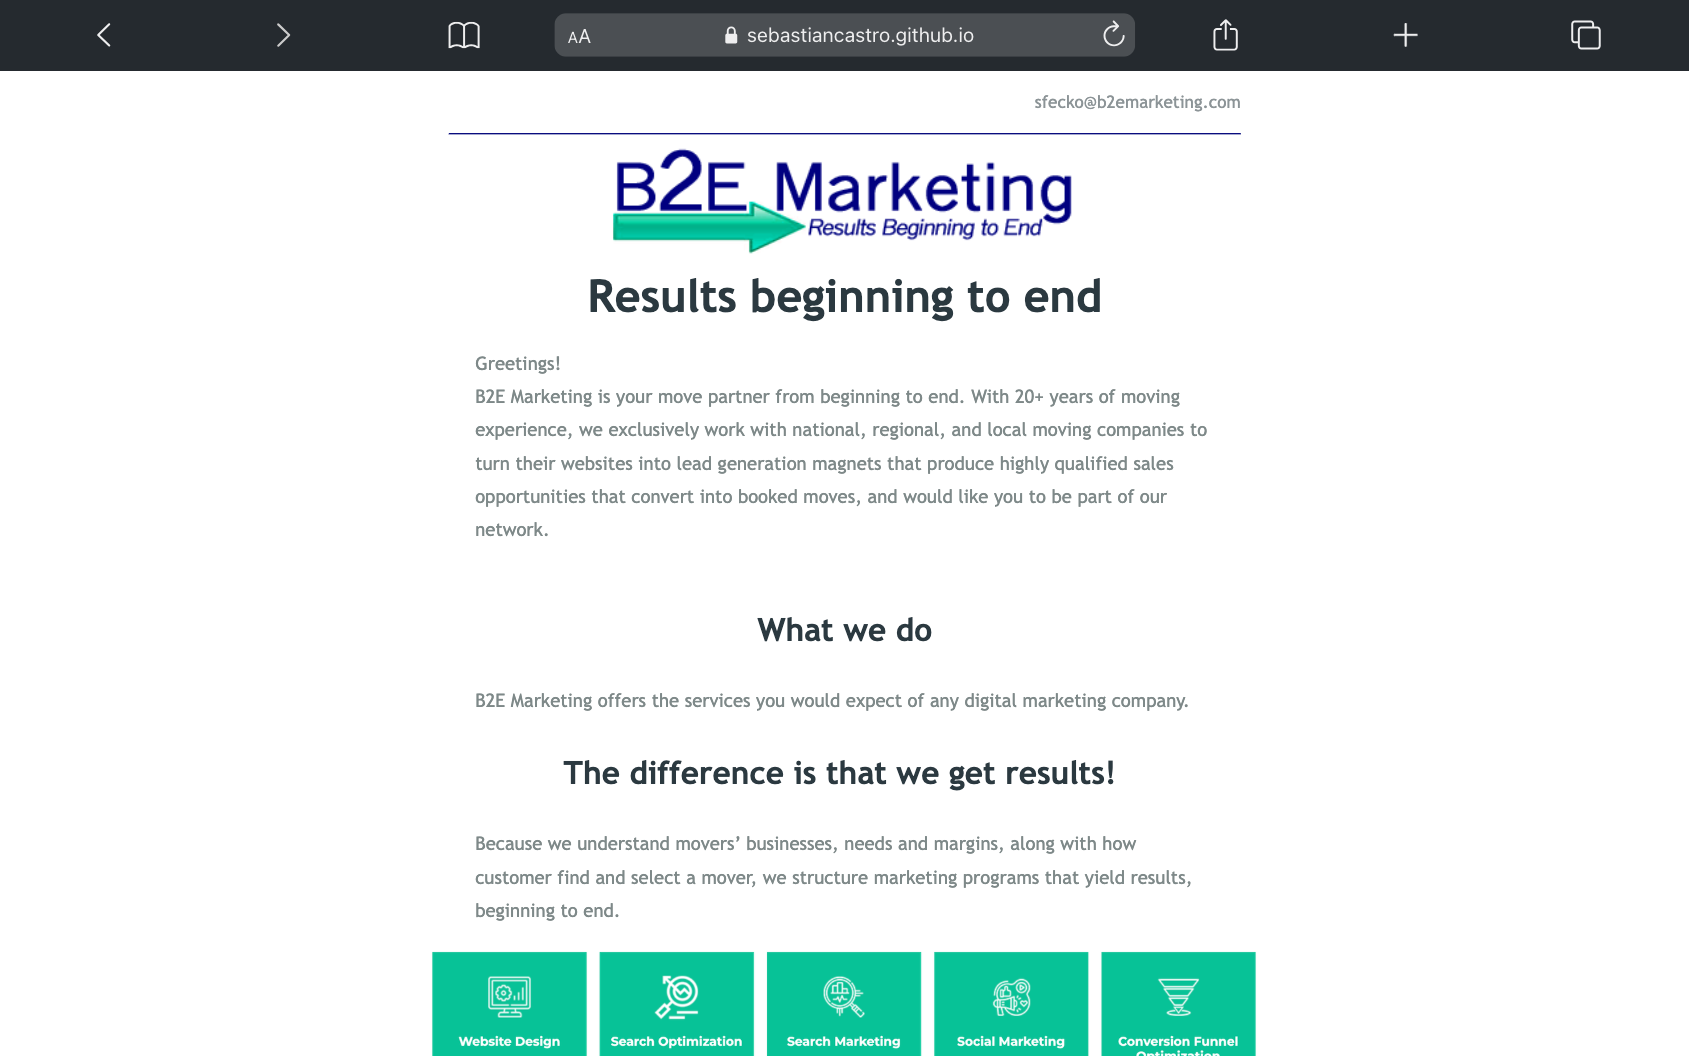 AA
sebastiancastro.github.io
sfecko@b2emarketing.com
B2E Marketing
Results Beginning to End
Results beginning to end
Greetings!
B2E Marketing is your move partner from beginning to end. With 20+ years of moving
experience, we exclusively work with national, regional, and local moving companies to
turn their websites into lead generation magnets that produce highly qualified sales
opportunities that convert into booked moves, and would like you to be part of our
network.
What we do
B2E Marketing offers the services you would expect of any digital marketing company.
The difference is that we get results!
Because we understand movers’ businesses, needs and margins, along with how
customer find and select a mover, we structure marketing programs that yield results,
beginning to end.
Website Design
Search Optimization
Search Marketing
Social Marketing
Conversion Funnel
Optimization